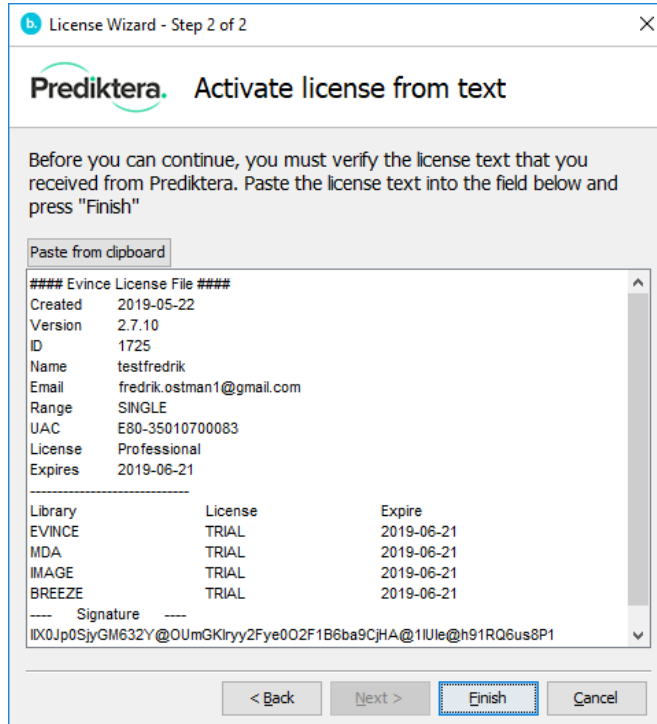 b. License Wizard - Step 2 of 2
Prediktera. Activate license from text
Before you can continue, you must verify the license text that you
received from Prediktera. Paste the license text into the field below and
press "Finish"
Paste from clipboard
#### Evince License File ####
Created 2019-05-22
Version 2.7.10
ID 1725
Name testfredrik
Email fredrik.ostman1@gmail.com
Range SINGLE
UAC E80-35010700083
License Professional
Expires 2019-06-21
-----------------------------
Library License Expire
EVINCE TRIAL 2019-06-21
MDA TRIAL 2019-06-21
IMAGE TRIAL 2019-06-21
BREEZE TRIAL 2019-06-21
---- Signature ----
< Back Next > Finish Cancel